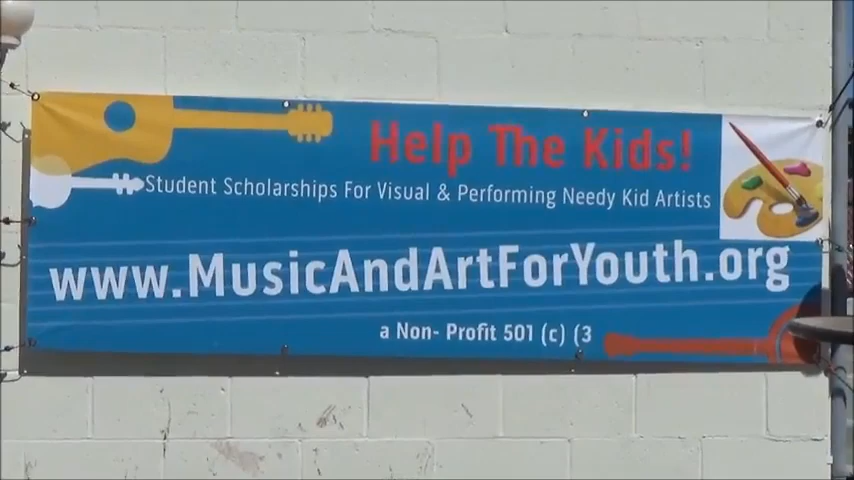 Help The Kids!
Student Scholarships For Visual & Performing Needy Kid Artists
www.MusicAndArtForYouth.org
a Non- Profit 501 (c) (3